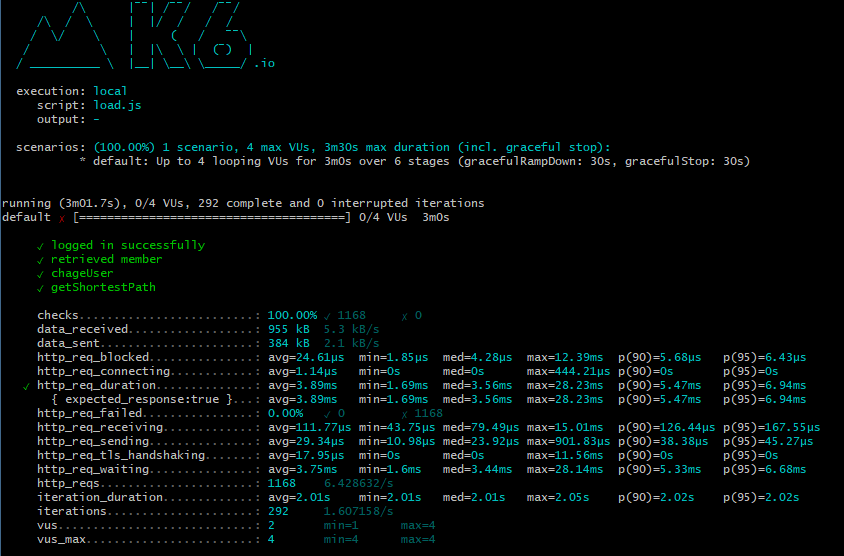 K6
.io
execution: local
script: load.js
output: -
scenarios: (100.00%) 1 scenario, 4 max VUs, 3m30s max duration (incl. graceful stop):
* default: Up to 4 looping VUs for 3m0s over 6 stages (gracefulRampDown: 30s, gracefulStop: 30s)
running (3m01.7s), 0/4 VUs, 292 complete and 0 interrupted iterations
default ✗ [======================================] 0/4 VUs  3m0s
✓ logged in successfully
✓ retrieved member
✓ chageUser
✓ getShortestPath
checks.........................: 100.00% ✓ 1168 ✗ 0
data_received..................: 955 kB 5.3 kB/s
data_sent......................: 384 kB 2.1 kB/s
http_req_blocked...............: avg=24.61µs min=1.85µs med=4.28µs max=12.39ms p(90)=5.68µs p(95)=6.43µs
http_req_connecting............: avg=1.14µs min=0s med=0s max=444.21µs p(90)=0s p(95)=0s
✓ http_req_duration..............: avg=3.89ms min=1.69ms med=3.56ms max=28.23ms p(90)=5.47ms p(95)=6.94ms
{ expected_response:true }...: avg=3.89ms min=1.69ms med=3.56ms max=28.23ms p(90)=5.47ms p(95)=6.94ms
http_req_failed................: 0.00% ✓ 0 ✗ 1168
http_req_receiving.............: avg=111.77µs min=43.75µs med=79.49µs max=15.01ms p(90)=126.44µs p(95)=167.55µs
http_req_sending...............: avg=29.34µs min=10.98µs med=23.92µs max=901.83µs p(90)=38.38µs p(95)=45.27µs
http_req_tls_handshaking.......: avg=17.95µs min=0s med=0s max=11.56ms p(90)=0s p(95)=0s
http_req_waiting...............: avg=3.75ms min=1.6ms med=3.44ms max=28.14ms p(90)=5.33ms p(95)=6.68ms
http_reqs......................: 1168 6.428632/s
iteration_duration.............: avg=2.01s min=2.01s med=2.01s max=2.05s p(90)=2.02s p(95)=2.02s
iterations.....................: 292 1.607158/s
vus............................: 2 min=1 max=4
vus_max........................: 4 min=4 max=4